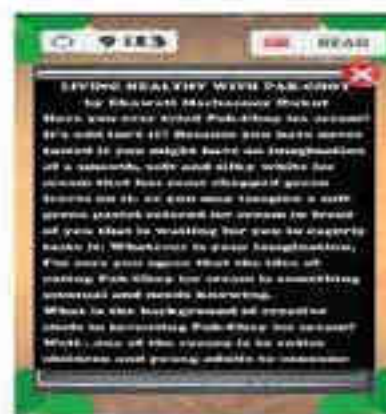 READ
LIVING HEALTHY WITH PAK-CHOY
by
Have you ever tried Pak-Choy ice cream?
it? Because you have never
tasted it you might have an imagination
of a smooth, soft and silky white ice
cream that has some chopped green
leaves on it, or you may imagine a soft
green pastel colored ice cream in front
of you that is waiting for you to eagerly
taste it. Whatever is your imagination,
I'm sure you agree that the idea of
eating Pak-Choy ice cream is something
unusual and needs knowing.
What is the background of creative
ideas in inventing Pak-Choy ice cream?
Well, one of the reasons is to entice
children and young adults to consume